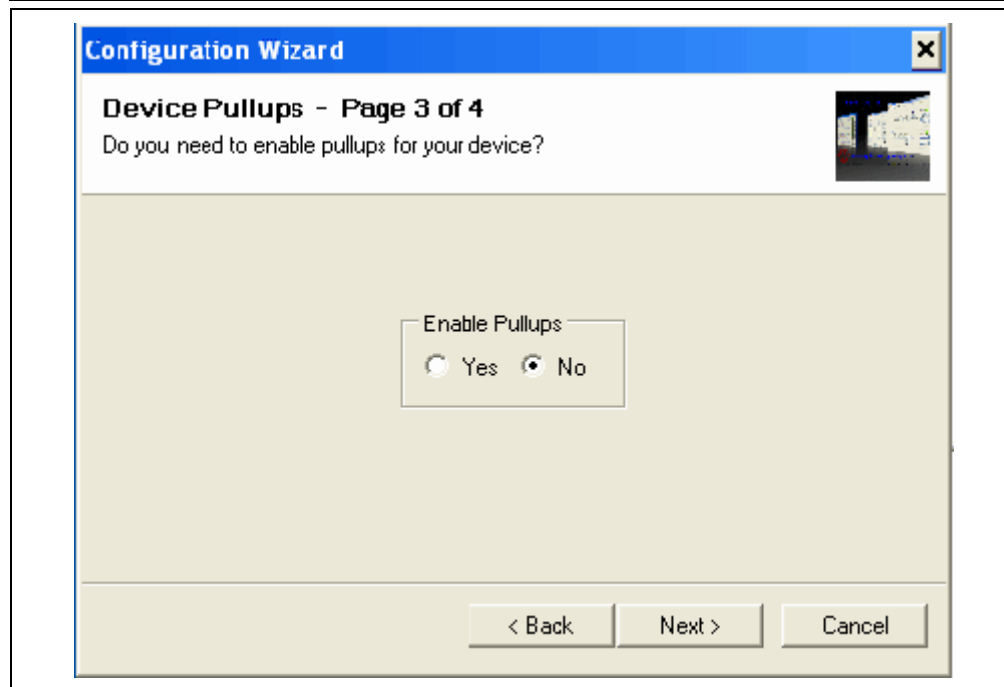 Configuration Wizard
Device Pullups - Page 3 of 4
Do you need to enable pullups for your device?
Enable Pullups
Yes No
< Back Next > Cancel